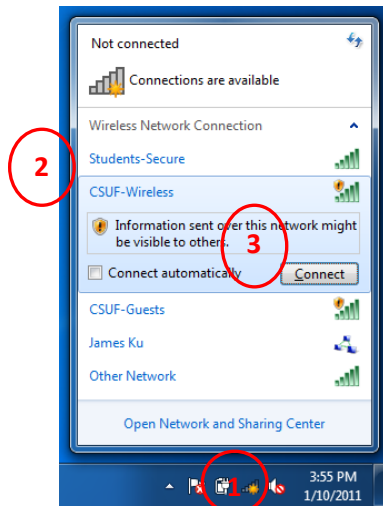 Not connected
Connections are available
Wireless Network Connection
2
Students-Secure
CSUF-Wireless
Information sent over this network might
be visible to others.
3
Connect automatically
Connect
CSUF-Guests
James Ku
Other Network
Open Network and Sharing Center
1
3:55 PM
1/10/2011